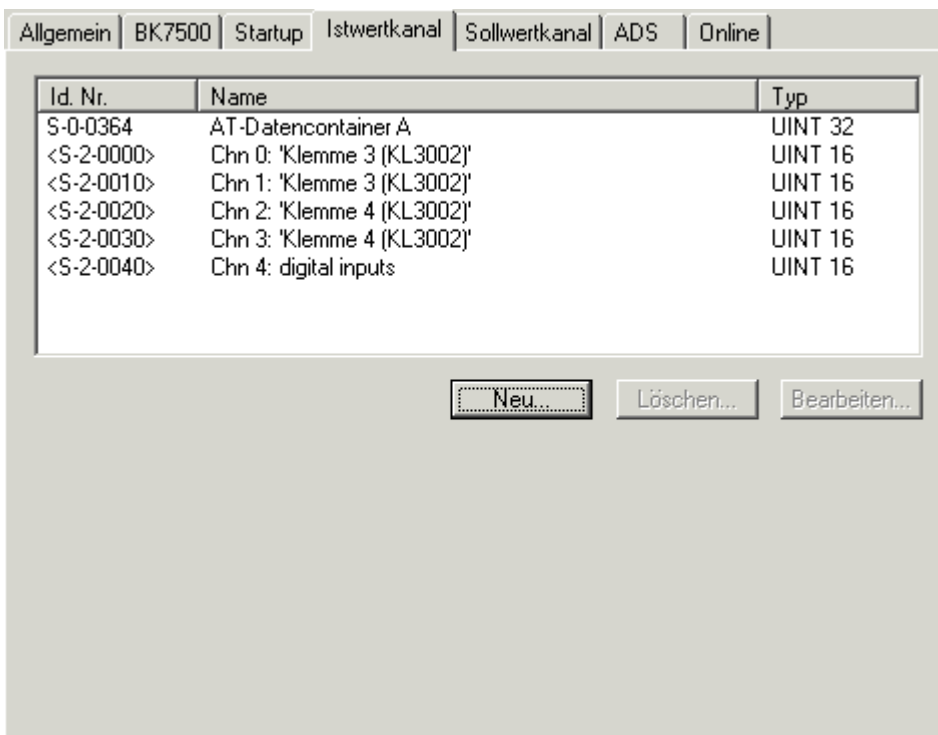 Allgemein BK7500 Startup Istwertkanal Sollwertkanal ADS Online
Id. Nr. Name Typ
S-0-0364 AT-Datencontainer A UINT 32
<S-2-0000> Chn 0: 'Klemme 3 (KL3002)' UINT 16
<S-2-0010> Chn 1: 'Klemme 3 (KL3002)' UINT 16
<S-2-0020> Chn 2: 'Klemme 4 (KL3002)' UINT 16
<S-2-0030> Chn 3: 'Klemme 4 (KL3002)' UINT 16
<S-2-0040> Chn 4: digital inputs UINT 16
Neu... Löschen... Bearbeiten...